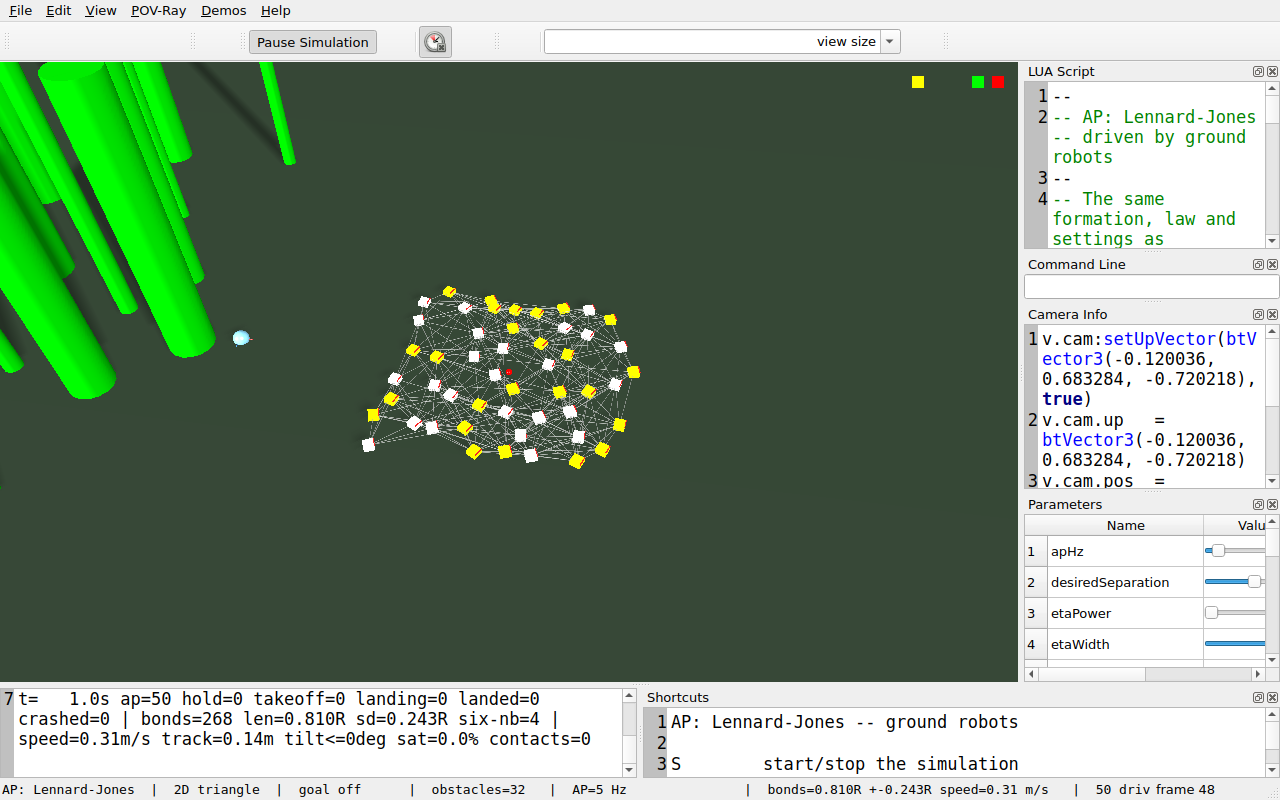 File Edit View POV-Ray Demos Help
Pause Simulation
view size
LUA Script
1 --
2 -- AP: Lennard-Jones
-- driven by ground
robots
3 --
4 -- The same
formation, law and
settings as
Command Line
Camera Info
1 v.cam:setUpVector(btV
ector3(-0.120036,
0.683284, -0.720218),
true)
2 v.cam.up   =
btVector3(-0.120036,
0.683284, -0.720218)
3 v.cam.pos  =
Parameters
Name Valu
1 apHz
2 desiredSeparation
3 etaPower
4 etaWidth
7 t=   1.0s ap=50 hold=0 takeoff=0 landing=0 landed=0
crashed=0 | bonds=268 len=0.810R sd=0.243R six-nb=4 |
speed=0.31m/s track=0.14m tilt<=0deg sat=0.0% contacts=0
Shortcuts
1 AP: Lennard-Jones -- ground robots
2
3 S        start/stop the simulation
AP: Lennard-Jones | 2D triangle | goal off | obstacles=32 | AP=5 Hz | bonds=0.810R +-0.243R speed=0.31 m/s | 50 driv frame 48